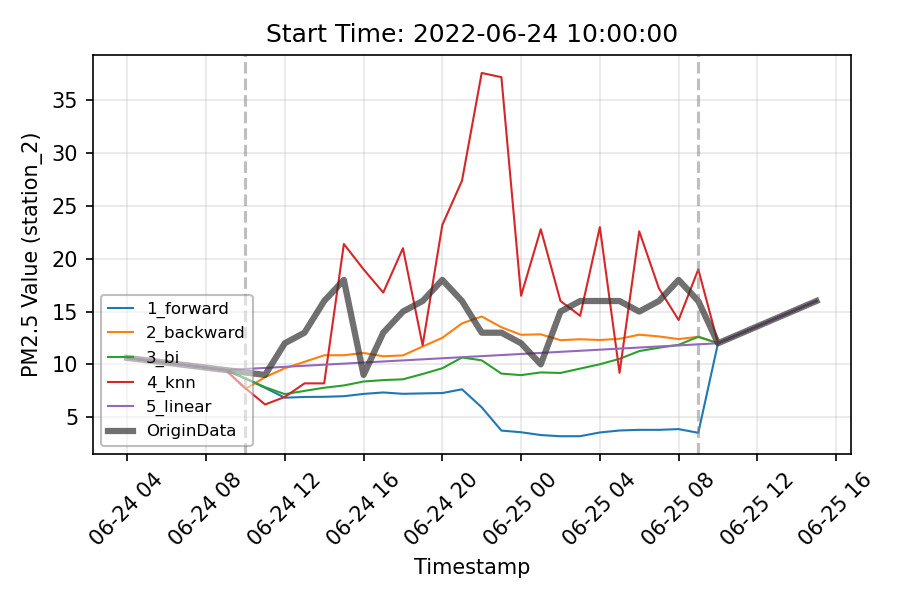 Start Time: 2022-06-24 10:00:00
PM2.5 Value (station_2)
35
30
25
20
15
10
5
1_forward
2_backward
3_bi
4_knn
5_linear
OriginData
06-24 04
06-24 08
06-24 12
06-24 16
06-24 20
06-25 00
06-25 04
06-25 08
06-25 12
06-25 16
Timestamp